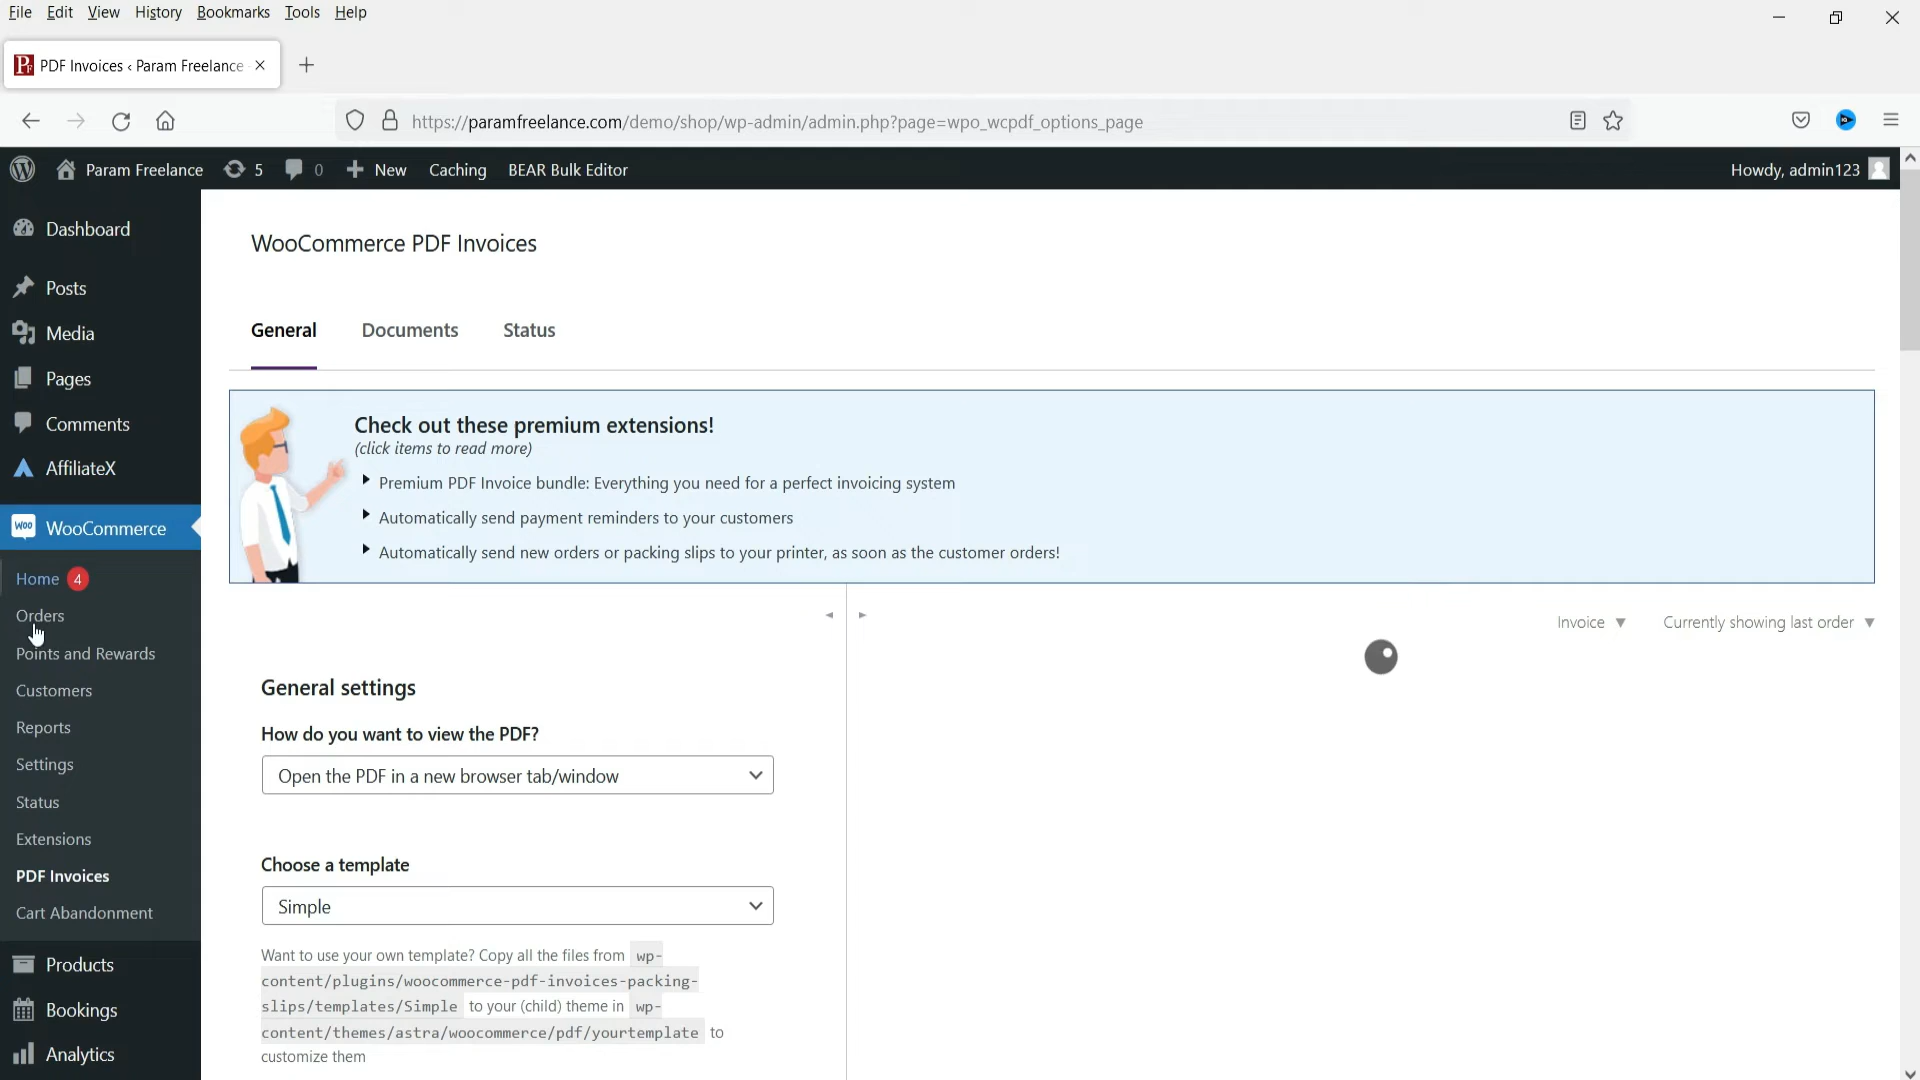 File Edit View History Bookmarks Tools Help
PDF Invoices ‹ Param Freelance
https://paramfreelance.com/demo/shop/wp-admin/admin.php?page=wpo_wcpdf_options_page
Param Freelance 5 0 New Caching BEAR Bulk Editor Howdy, admin123
Dashboard
Posts
Media
Pages
Comments
AffiliateX
WooCommerce
Home 4
Orders
Points and Rewards
Customers
Reports
Settings
Status
Extensions
PDF Invoices
Cart Abandonment
Products
Bookings
Analytics
WooCommerce PDF Invoices
General Documents Status
Check out these premium extensions!
(click items to read more)
Premium PDF Invoice bundle: Everything you need for a perfect invoicing system
Automatically send payment reminders to your customers
Automatically send new orders or packing slips to your printer, as soon as the customer orders!
Invoice ▼ Currently showing last order ▼
General settings
How do you want to view the PDF?
Open the PDF in a new browser tab/window
Choose a template
Simple
Want to use your own template? Copy all the files from wp-
content/plugins/woocommerce-pdf-invoices-packing-
slips/templates/Simple to your (child) theme in wp-
content/themes/astra/woocommerce/pdf/yourtemplate to
customize them